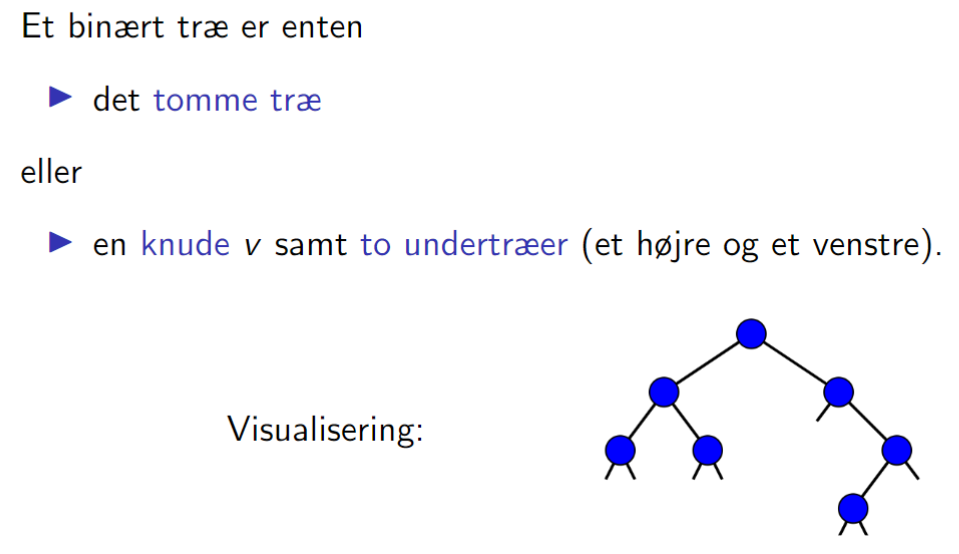 Et binært træ er enten
▶ det tomme træ
eller
▶ en knude v samt to undertræer (et højre og et venstre).
Visualisering: